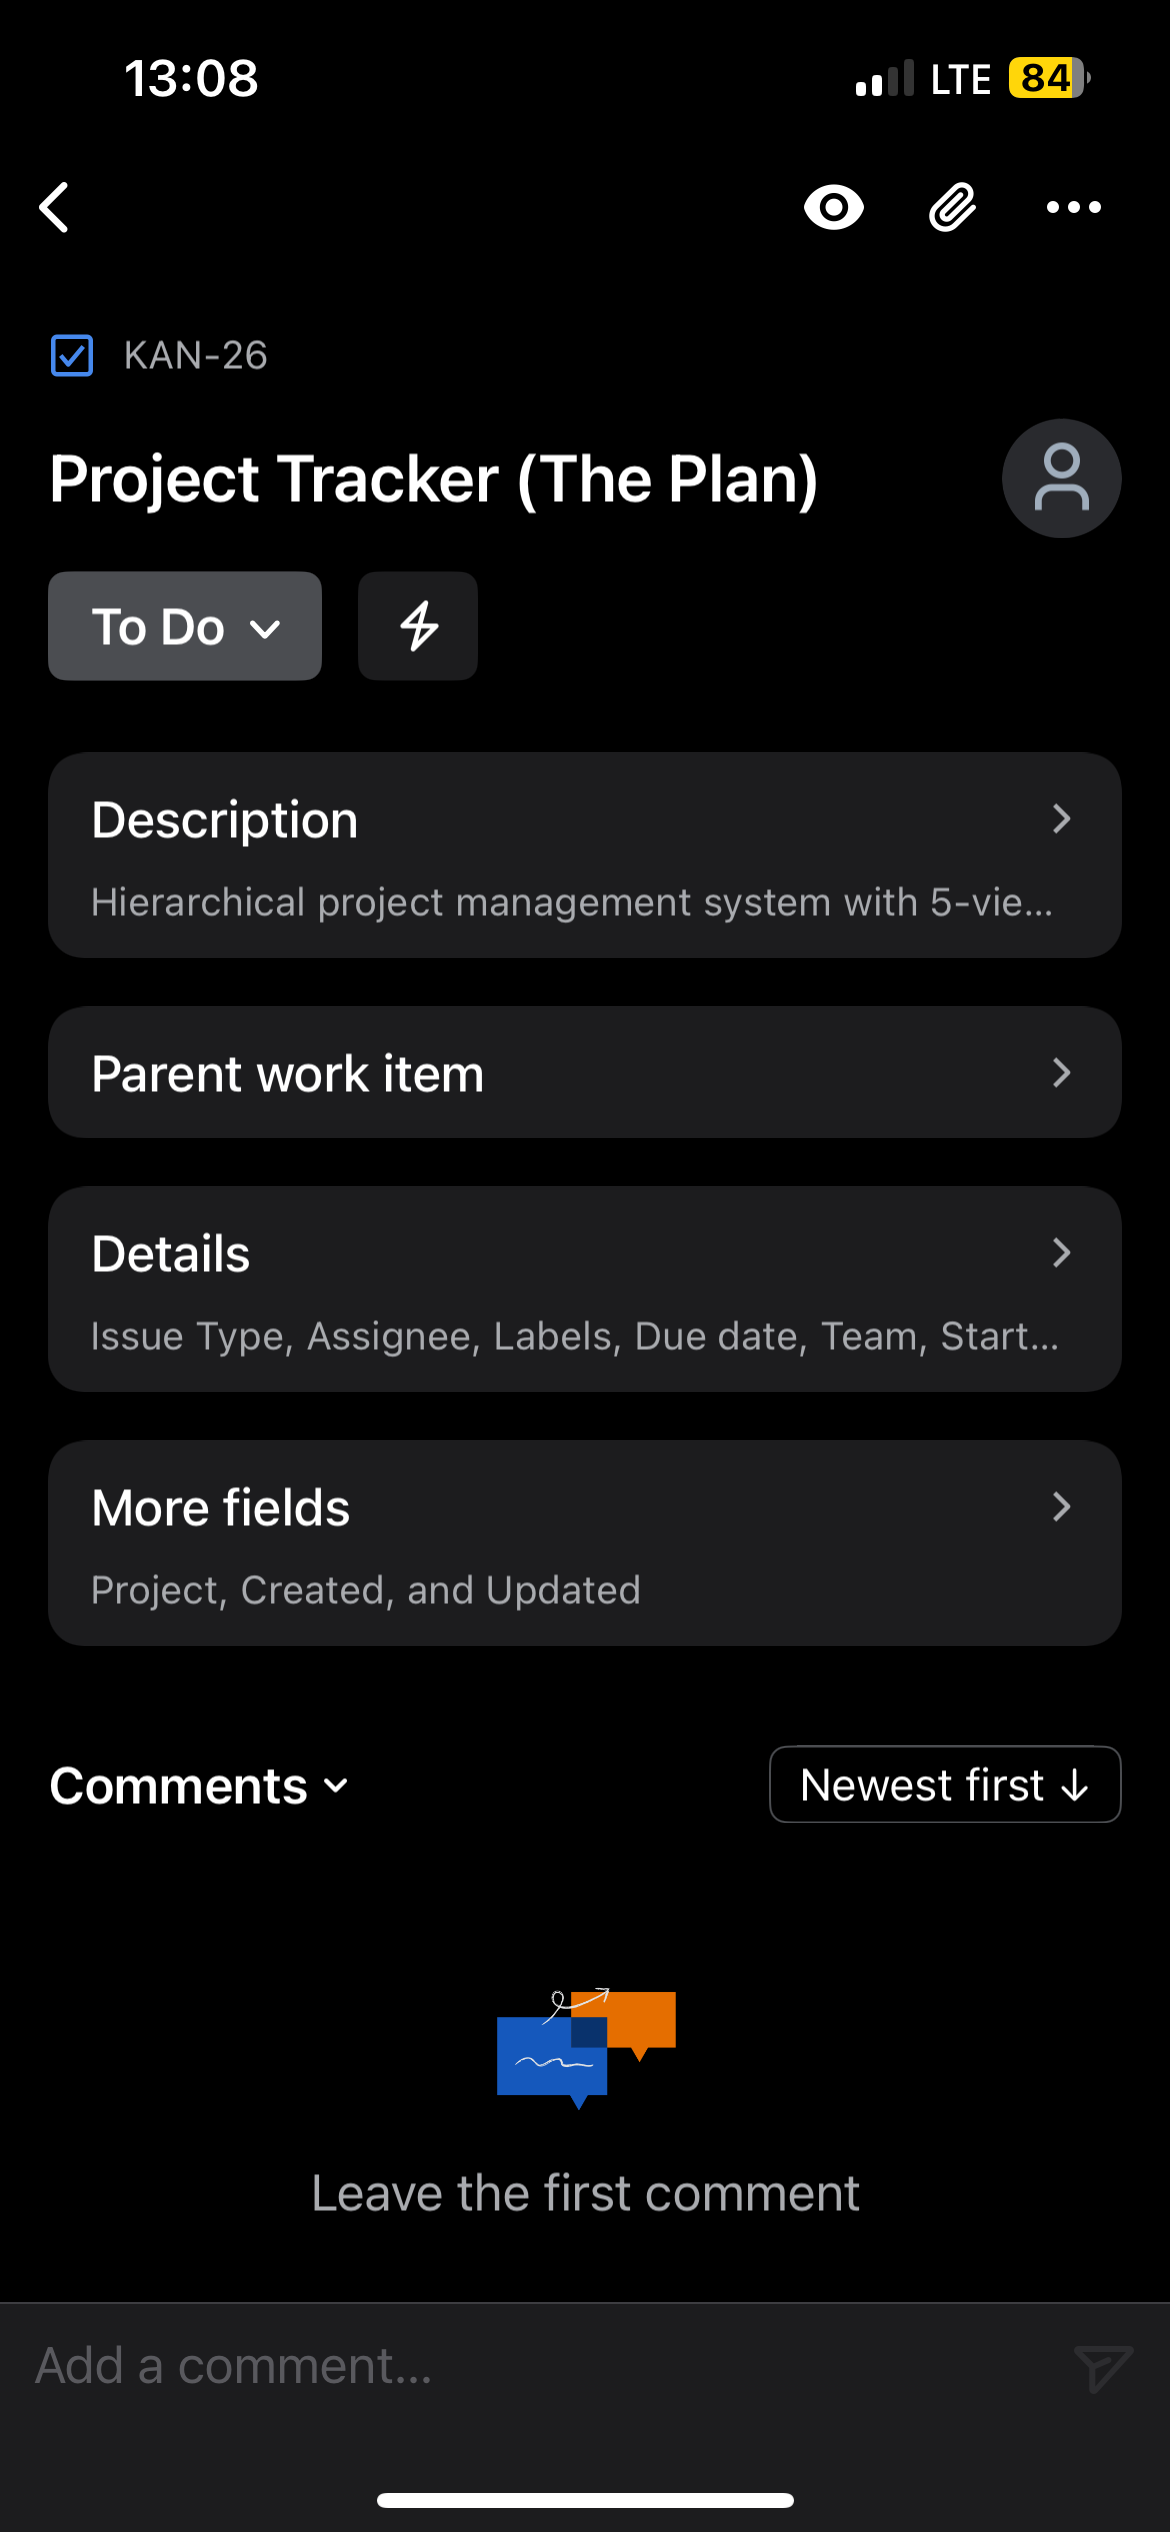 13:08
LTE 84
KAN-26
Project Tracker (The Plan)
To Do
Description
Hierarchical project management system with 5-vie...
Parent work item
Details
Issue Type, Assignee, Labels, Due date, Team, Start...
More fields
Project, Created, and Updated
Comments
Newest first ↓
Leave the first comment
Add a comment...